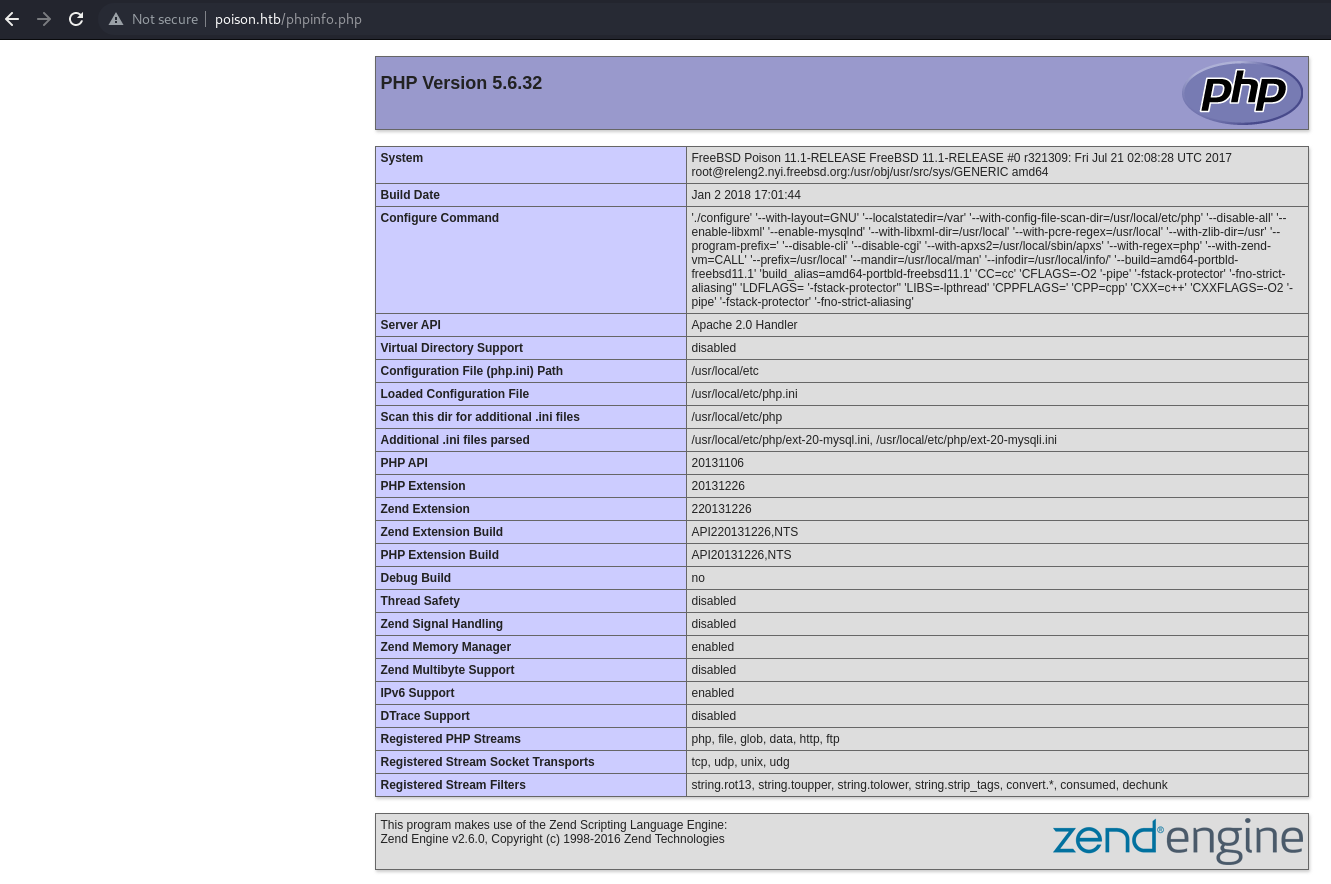 Not secure poison.htb/phpinfo.php
PHP Version 5.6.32
php
System
FreeBSD Poison 11.1-RELEASE FreeBSD 11.1-RELEASE #0 r321309: Fri Jul 21 02:08:28 UTC 2017
root@releng2.nyi.freebsd.org:/usr/obj/usr/src/sys/GENERIC amd64
Build Date Jan 2 2018 17:01:44
Configure Command
'./configure' '--with-layout=GNU' '--localstatedir=/var' '--with-config-file-scan-dir=/usr/local/etc/php' '--disable-all' '--
enable-libxml' '--enable-mysqlnd' '--with-libxml-dir=/usr/local' '--with-pcre-regex=/usr/local' '--with-zlib-dir=/usr' '--
program-prefix=' '--disable-cli' '--disable-cgi' '--with-apxs2=/usr/local/sbin/apxs' '--with-regex=php' '--with-zend-
vm=CALL' '--prefix=/usr/local' '--mandir=/usr/local/man' '--infodir=/usr/local/info/' '--build=amd64-portbld-
freebsd11.1' 'build_alias=amd64-portbld-freebsd11.1' 'CC=cc' 'CFLAGS=-O2 '-pipe' '-fstack-protector' '-fno-strict-
aliasing'' 'LDFLAGS= '-fstack-protector'' 'LIBS=-lpthread' 'CPPFLAGS=' 'CPP=cpp' 'CXX=c++' 'CXXFLAGS=-O2 '-
pipe' '-fstack-protector' '-fno-strict-aliasing'
Server API Apache 2.0 Handler
Virtual Directory Support disabled
Configuration File (php.ini) Path /usr/local/etc
Loaded Configuration File /usr/local/etc/php.ini
Scan this dir for additional .ini files /usr/local/etc/php
Additional .ini files parsed /usr/local/etc/php/ext-20-mysql.ini, /usr/local/etc/php/ext-20-mysqli.ini
PHP API 20131106
PHP Extension 20131226
Zend Extension 220131226
Zend Extension Build API220131226,NTS
PHP Extension Build API20131226,NTS
Debug Build no
Thread Safety disabled
Zend Signal Handling disabled
Zend Memory Manager enabled
Zend Multibyte Support disabled
IPv6 Support enabled
DTrace Support disabled
Registered PHP Streams php, file, glob, data, http, ftp
Registered Stream Socket Transports tcp, udp, unix, udg
Registered Stream Filters string.rot13, string.toupper, string.tolower, string.strip_tags, convert.*, consumed, dechunk
This program makes use of the Zend Scripting Language Engine:
Zend Engine v2.6.0, Copyright (c) 1998-2016 Zend Technologies
zend® engine